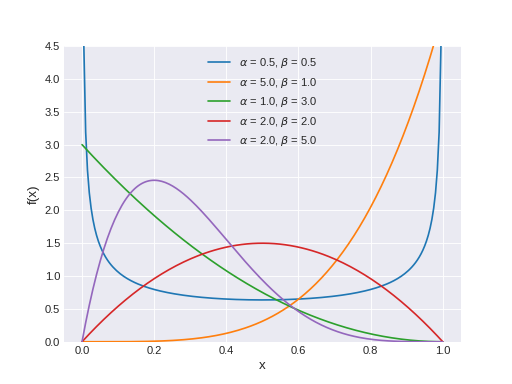 4.5
4.0
3.5
3.0
2.5
2.0
1.5
1.0
0.5
0.0
f(x)
α = 0.5, β = 0.5
α = 5.0, β = 1.0
α = 1.0, β = 3.0
α = 2.0, β = 2.0
α = 2.0, β = 5.0
0.0 0.2 0.4 0.6 0.8 1.0
x